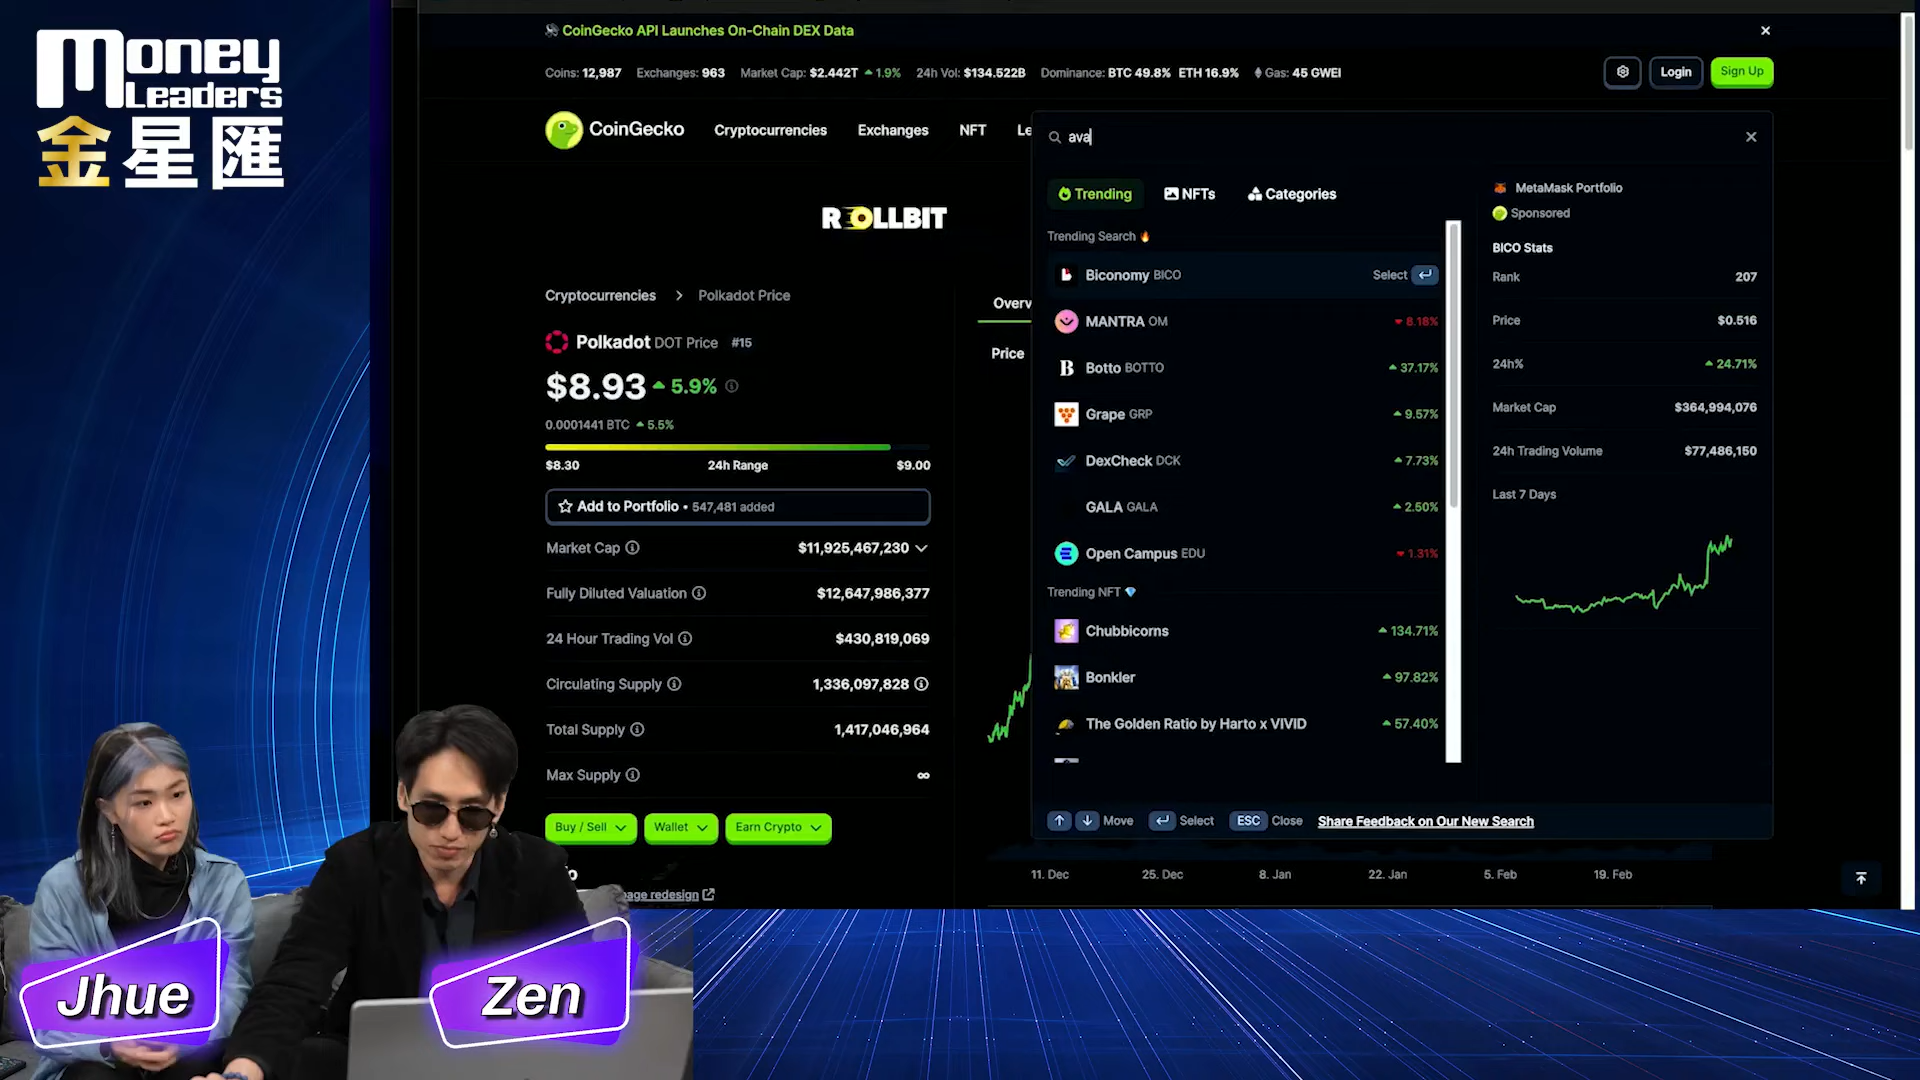 Money
Leaders
金星匯
CoinGecko API Launches On-Chain DEX Data
Coins: 12,987 Exchanges: 963 Market Cap: $2.442T 1.9% 24h Vol: $134.522B Dominance: BTC 49.8% ETH 16.9% Gas: 45 GWEI
Login
Sign Up
CoinGecko
Cryptocurrencies
Exchanges
NFT
Le
ava
ROLLBIT
Cryptocurrencies > Polkadot Price
Polkadot DOT Price #15
$8.93 5.9%
0.0001441 BTC 5.5%
$8.30 24h Range $9.00
Add to Portfolio • 547,481 added
Market Cap $11,925,467,230
Fully Diluted Valuation $12,647,986,377
24 Hour Trading Vol $430,819,069
Circulating Supply 1,336,097,828
Total Supply 1,417,046,964
Max Supply ∞
Buy / Sell
Wallet
Earn Crypto
page redesign
Overv
Price
Trending
NFTs
Categories
Trending Search
Biconomy BICO Select
MANTRA OM 8.18%
Botto BOTTO 37.17%
Grape GRP 9.57%
DexCheck DCK 7.73%
GALA GALA 2.50%
Open Campus EDU 1.31%
Trending NFT
Chubbicorns 134.71%
Bonkler 97.82%
The Golden Ratio by Harto x VIVID 57.40%
MetaMask Portfolio
Sponsored
BICO Stats
Rank 207
Price $0.516
24h% 24.71%
Market Cap $364,994,076
24h Trading Volume $77,486,150
Last 7 Days
Move
Select
ESC Close
Share Feedback on Our New Search
11. Dec 25. Dec 8. Jan 22. Jan 5. Feb 19. Feb
Jhue
Zen